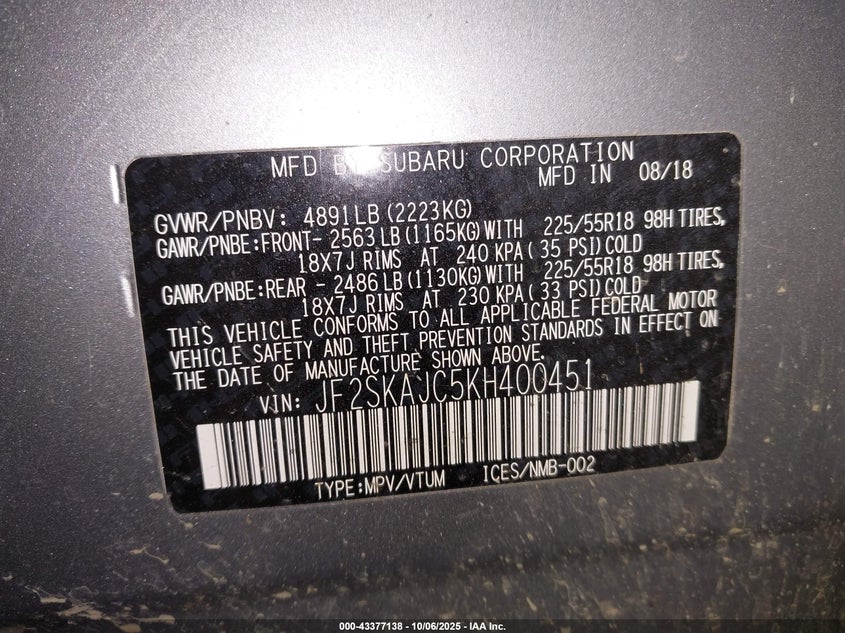 MFD BY SUBARU CORPORATION
MFD IN 08/18
GVWR/PNBV: 4891LB (2223KG)
GAWR/PNBE:FRONT- 2563 LB (1165KG) WITH 225/55R18 98H TIRES,
18X7J RIMS AT 240 KPA ( 35 PSI) COLD
GAWR/PNBE:REAR - 2486 LB (1130KG) WITH 225/55R18 98H TIRES,
18X7J RIMS AT 230 KPA ( 33 PSI) COLD
THIS VEHICLE CONFORMS TO ALL APPLICABLE FEDERAL MOTOR
VEHICLE SAFETY AND THEFT PREVENTION STANDARDS IN EFFECT ON
THE DATE OF MANUFACTURE SHOWN ABOVE.
VIN: JF2SKAJC5KH400451
TYPE:MPV/VTUM ICES/NMB-002
000-43377138 - 10/06/2025 - IAA Inc.